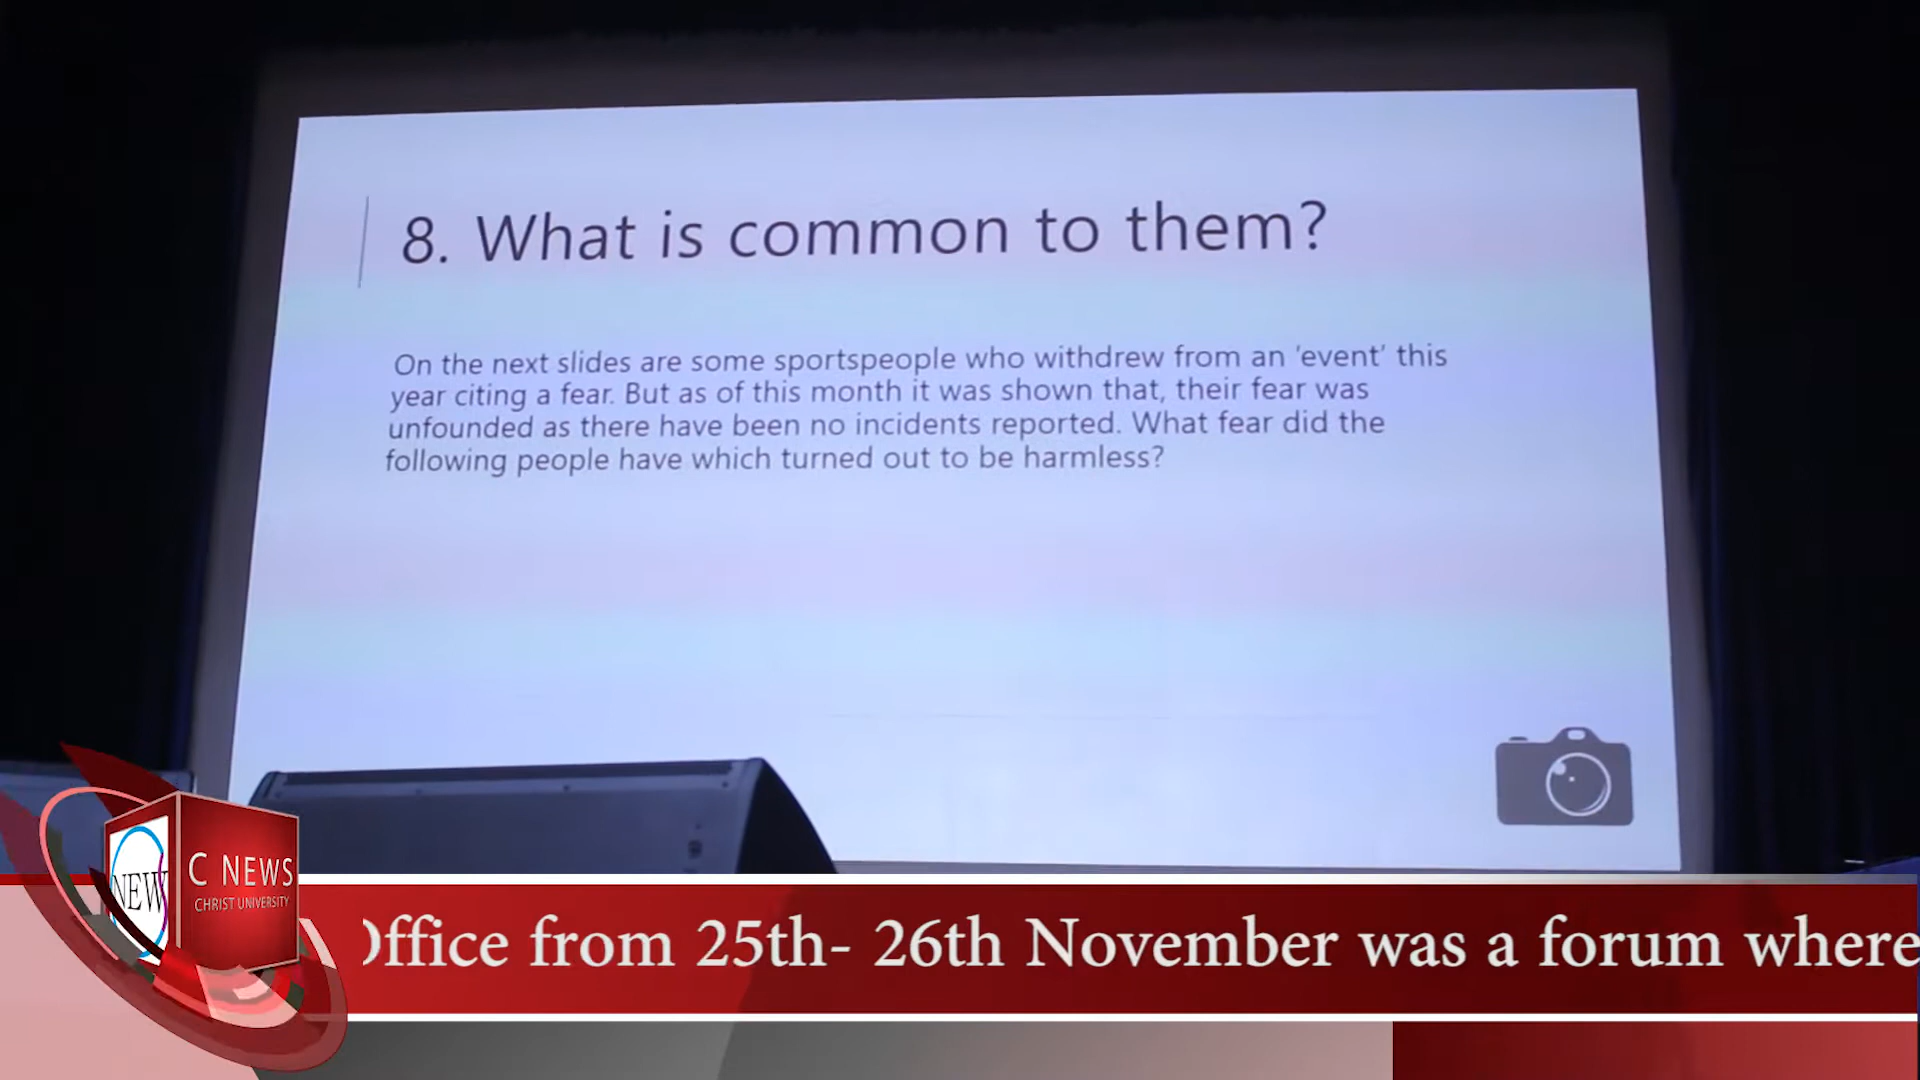 8. What is common to them?
On the next slides are some sportspeople who withdrew from an 'event' this
year citing a fear. But as of this month it was shown that, their fear was
unfounded as there have been no incidents reported. What fear did the
following people have which turned out to be harmless?
NEW
C NEWS
CHRIST UNIVERSITY
Office from 25th- 26th November was a forum where